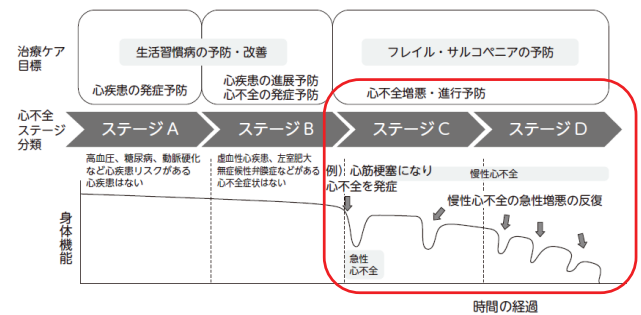 治療ケア
目標
生活習慣病の予防・改善
フレイル・サルコペニアの予防
心疾患の発症予防
心疾患の進展予防
心不全の発症予防
心不全増悪・進行予防
心不全
ステージ
分類
ステージ A
ステージ B
ステージ C
ステージ D
高血圧、糖尿病、動脈硬化
など心疾患リスクがある
心疾患はない
虚血性心疾患、左室肥大
無症候性弁膜症などがある
心不全症状はない
例）心筋梗塞になり
心不全を発症
慢性心不全
慢性心不全の急性増悪の反復
身体機能
急性
心不全
時間の経過